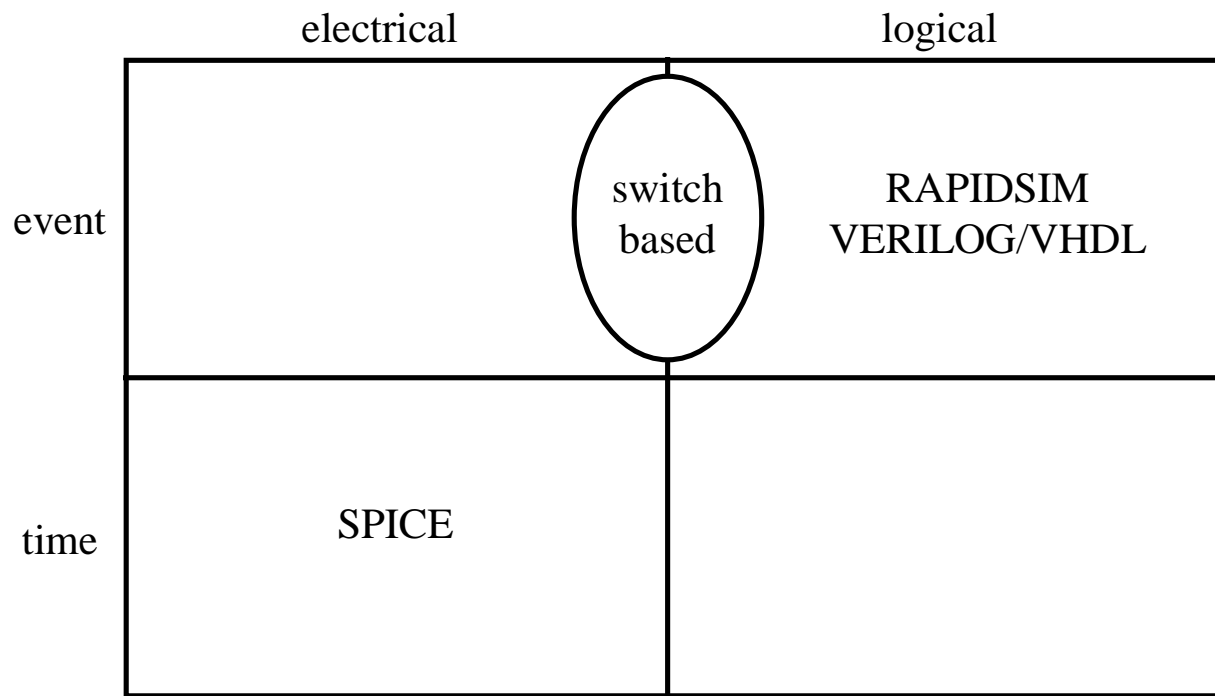 electrical
logical
event
switch
based
RAPIDSIM
VERILOG/VHDL
time
SPICE